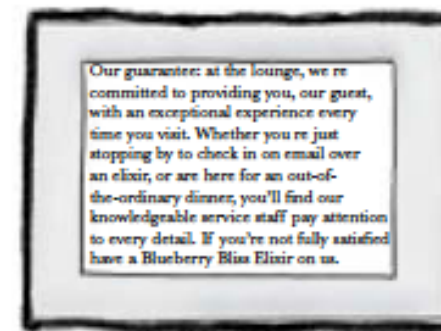 Our guarantee: at the lounge, we re
committed to providing you, our guest,
with an exceptional experience every
time you visit. Whether you re just
stopping by to check in on email over
an elixir, or are here for an out-of-
the-ordinary dinner, you'll find our
knowledgeable service staff pay attention
to every detail. If you're not fully satisfied
have a Blueberry Bliss Elixir on us.